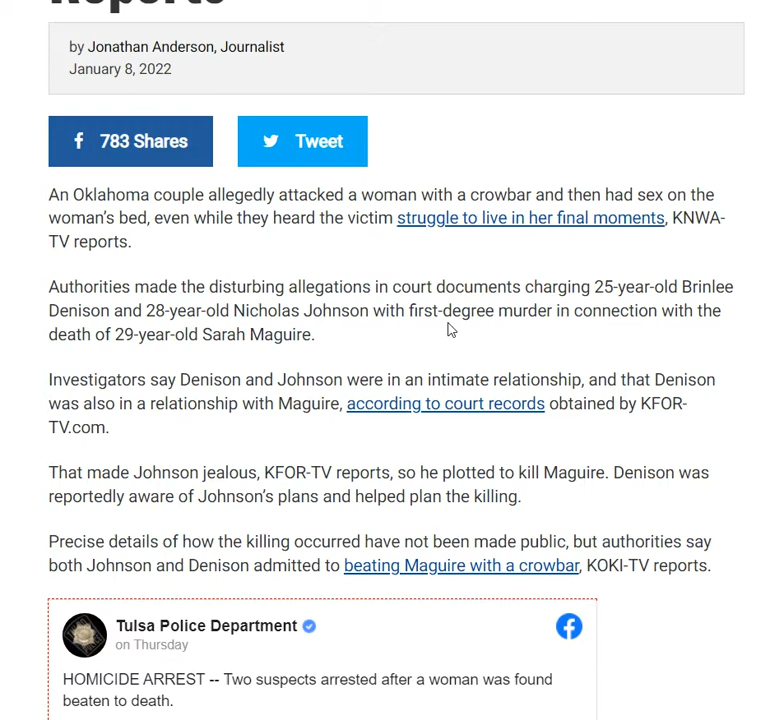 Reports
by Jonathan Anderson, Journalist
January 8, 2022
783 Shares
Tweet
An Oklahoma couple allegedly attacked a woman with a crowbar and then had sex on the
woman's bed, even while they heard the victim struggle to live in her final moments, KNWA-
TV reports.
Authorities made the disturbing allegations in court documents charging 25-year-old Brinlee
Denison and 28-year-old Nicholas Johnson with first-degree murder in connection with the
death of 29-year-old Sarah Maguire.
Investigators say Denison and Johnson were in an intimate relationship, and that Denison
was also in a relationship with Maguire, according to court records obtained by KFOR-
TV.com.
That made Johnson jealous, KFOR-TV reports, so he plotted to kill Maguire. Denison was
reportedly aware of Johnson's plans and helped plan the killing.
Precise details of how the killing occurred have not been made public, but authorities say
both Johnson and Denison admitted to beating Maguire with a crowbar, KOKI-TV reports.
Tulsa Police Department
on Thursday
HOMICIDE ARREST -- Two suspects arrested after a woman was found
beaten to death.